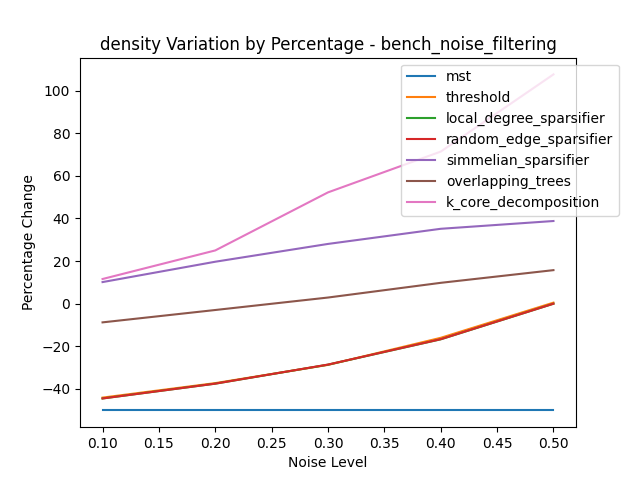 density Variation by Percentage - bench_noise_filtering
mst
threshold
local_degree_sparsifier
random_edge_sparsifier
simmelian_sparsifier
overlapping_trees
k_core_decomposition
Percentage Change
100
80
60
40
20
0
−20
−40
0.10
0.15
0.20
0.25
0.30
0.35
0.40
0.45
0.50
Noise Level